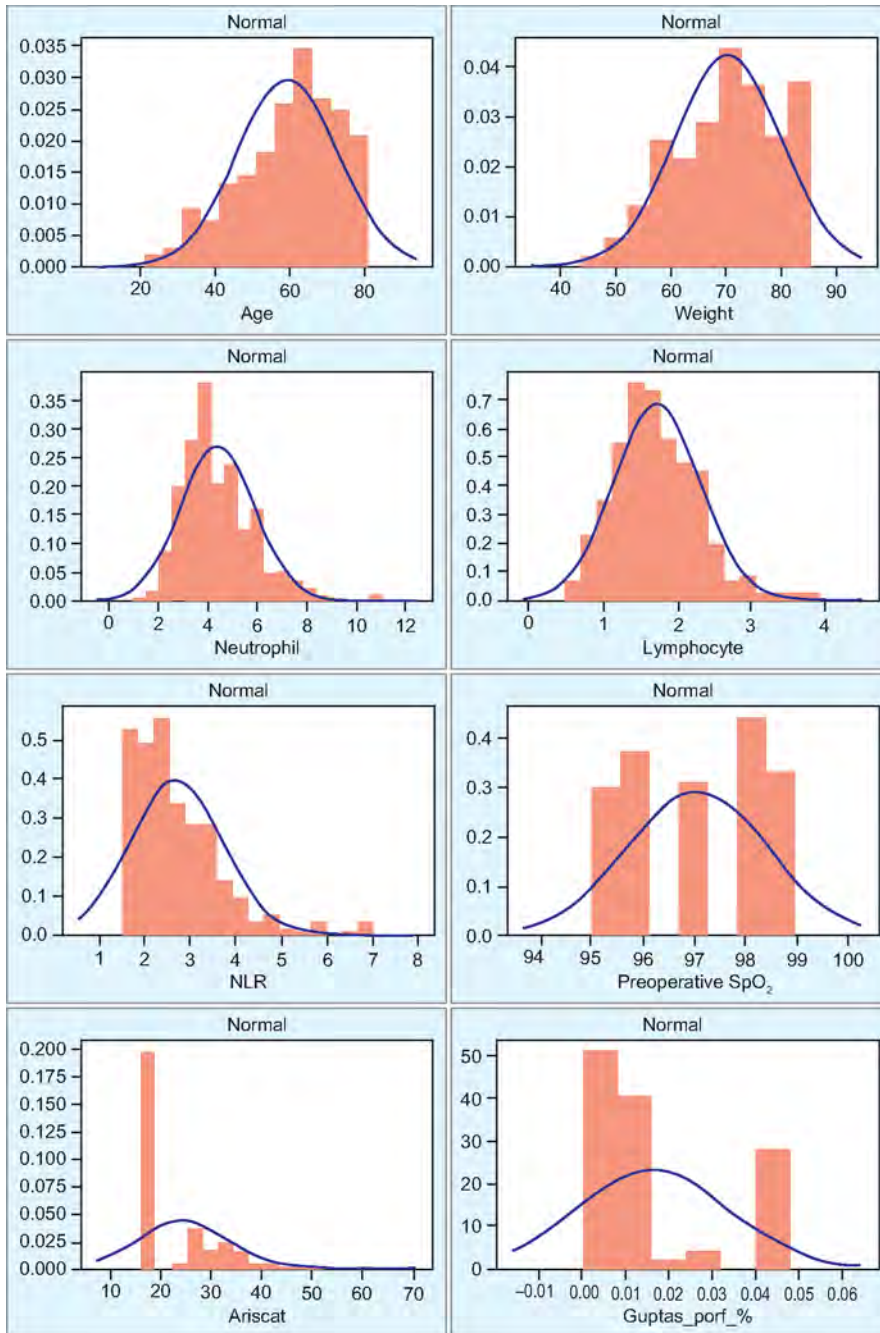 Normal
0.035
0.030
0.025
0.020
0.015
0.010
0.005
0.000
20 40 60 80
Age
Normal
0.04
0.03
0.02
0.01
0.00
40 50 60 70 80 90
Weight
Normal
0.35
0.30
0.25
0.20
0.15
0.10
0.05
0.00
0 2 4 6 8 10 12
Neutrophil
Normal
0.7
0.6
0.5
0.4
0.3
0.2
0.1
0.0
0 1 2 3 4
Lymphocyte
Normal
0.5
0.4
0.3
0.2
0.1
0.0
1 2 3 4 5 6 7 8
NLR
Normal
0.4
0.3
0.2
0.1
0.0
94 95 96 97 98 99 100
Preoperative SpO₂
Normal
0.200
0.175
0.150
0.125
0.100
0.075
0.050
0.025
0.000
10 20 30 40 50 60 70
Ariscat
Normal
50
40
30
20
10
0
−0.01 0.00 0.01 0.02 0.03 0.04 0.05 0.06
Guptas_porf_%